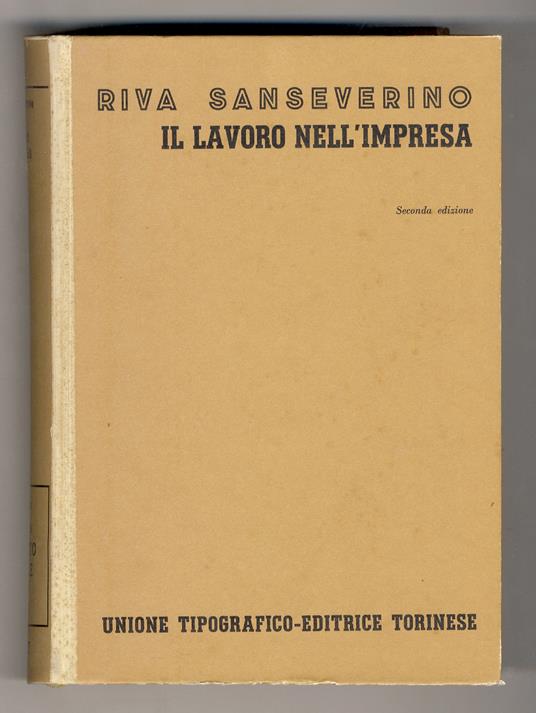 RIVA SANSEVERINO
IL LAVORO NELL'IMPRESA
Seconda edizione
UNIONE TIPOGRAFICO-EDITRICE TORINESE